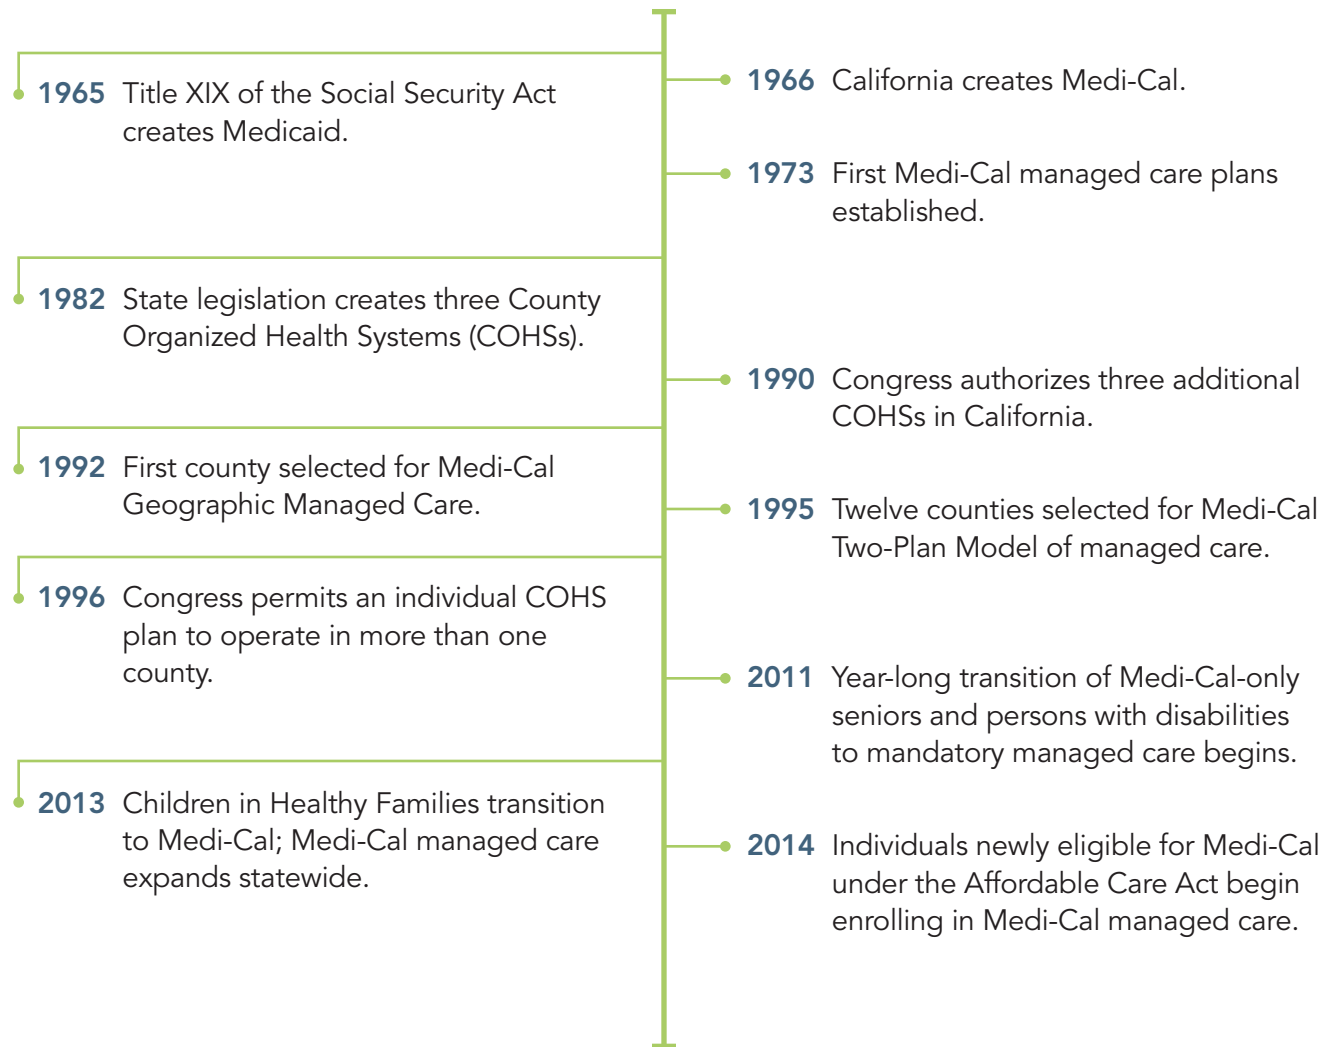 1965 Title XIX of the Social Security Act
creates Medicaid.
1966 California creates Medi-Cal.
1973 First Medi-Cal managed care plans
established.
1982 State legislation creates three County
Organized Health Systems (COHSs).
1990 Congress authorizes three additional
COHSs in California.
1992 First county selected for Medi-Cal
Geographic Managed Care.
1995 Twelve counties selected for Medi-Cal
Two-Plan Model of managed care.
1996 Congress permits an individual COHS
plan to operate in more than one
county.
2011 Year-long transition of Medi-Cal-only
seniors and persons with disabilities
to mandatory managed care begins.
2013 Children in Healthy Families transition
to Medi-Cal; Medi-Cal managed care
expands statewide.
2014 Individuals newly eligible for Medi-Cal
under the Affordable Care Act begin
enrolling in Medi-Cal managed care.